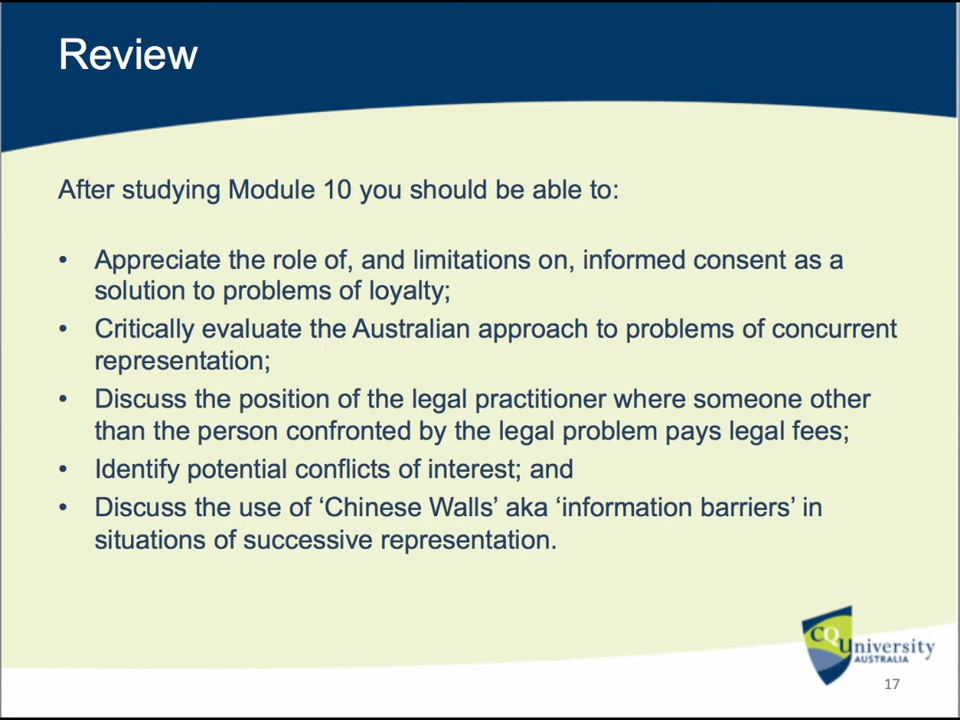 Review
After studying Module 10 you should be able to:
• Appreciate the role of, and limitations on, informed consent as a
solution to problems of loyalty;
• Critically evaluate the Australian approach to problems of concurrent
representation;
• Discuss the position of the legal practitioner where someone other
than the person confronted by the legal problem pays legal fees;
• Identify potential conflicts of interest; and
• Discuss the use of ‘Chinese Walls’ aka ‘information barriers’ in
situations of successive representation.
CQUniversity
AUSTRALIA
17